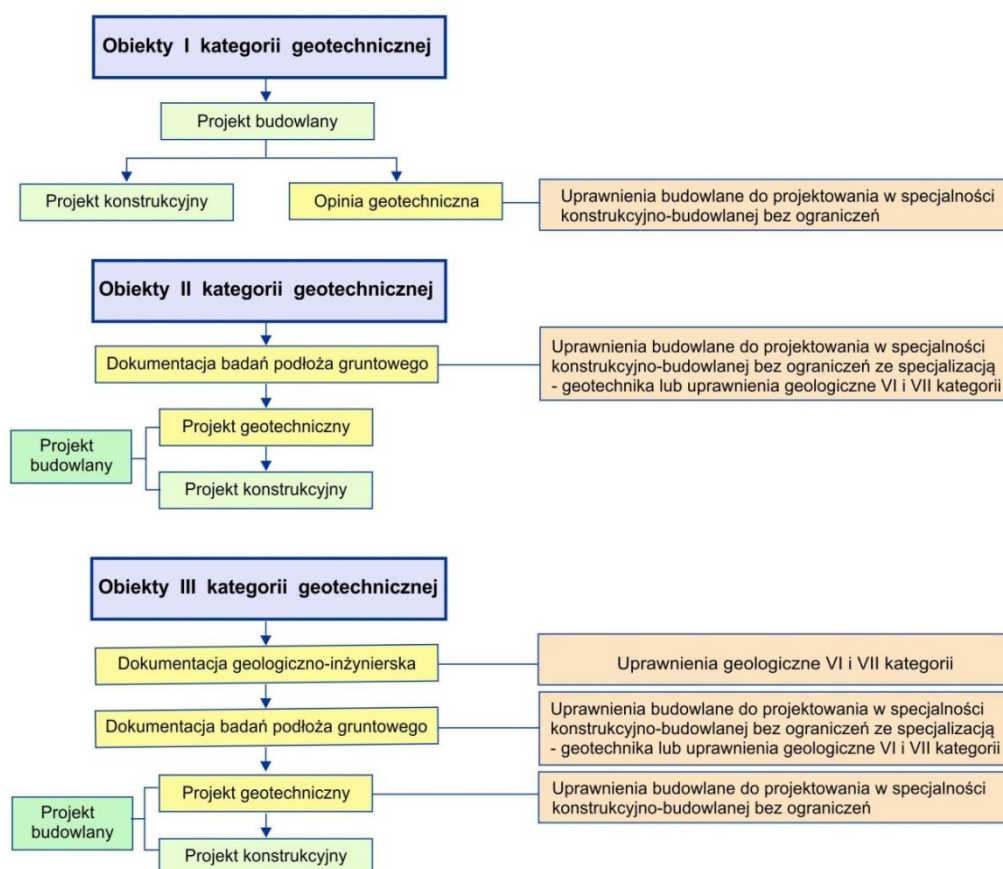 Obiekty I kategorii geotechnicznej
Projekt budowlany
Projekt konstrukcyjny
Opinia geotechniczna
Uprawnienia budowlane do projektowania w specjalności
konstrukcyjno-budowlanej bez ograniczeń
Obiekty II kategorii geotechnicznej
Dokumentacja badań podłoża gruntowego
Uprawnienia budowlane do projektowania w specjalności
konstrukcyjno-budowlanej bez ograniczeń ze specjalizacją
- geotechnika lub uprawnienia geologiczne VI i VII kategorii
Projekt geotechniczny
Projekt
budowlany
Projekt konstrukcyjny
Obiekty III kategorii geotechnicznej
Dokumentacja geologiczno-inżynierska
Uprawnienia geologiczne VI i VII kategorii
Dokumentacja badań podłoża gruntowego
Uprawnienia budowlane do projektowania w specjalności
konstrukcyjno-budowlanej bez ograniczeń ze specjalizacją
- geotechnika lub uprawnienia geologiczne VI i VII kategorii
Projekt geotechniczny
Uprawnienia budowlane do projektowania w specjalności
konstrukcyjno-budowlanej bez ograniczeń
Projekt
budowlany
Projekt konstrukcyjny